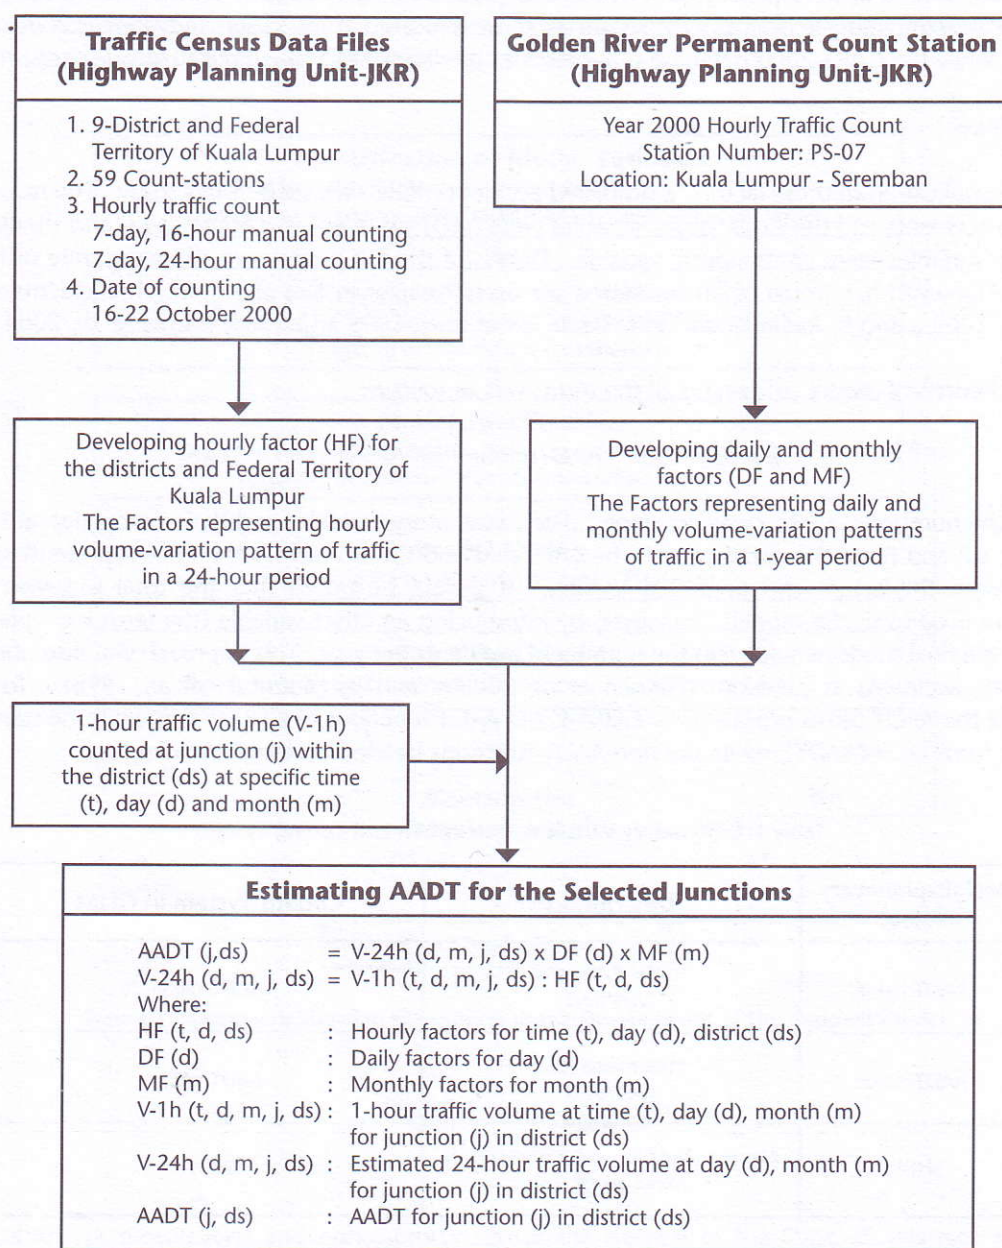 Traffic Census Data Files
(Highway Planning Unit-JKR)
1. 9-District and Federal
Territory of Kuala Lumpur
2. 59 Count-stations
3. Hourly traffic count
7-day, 16-hour manual counting
7-day, 24-hour manual counting
4. Date of counting
16-22 October 2000
Golden River Permanent Count Station
(Highway Planning Unit-JKR)
Year 2000 Hourly Traffic Count
Station Number: PS-07
Location: Kuala Lumpur - Seremban
Developing hourly factor (HF) for
the districts and Federal Territory of
Kuala Lumpur
The Factors representing hourly
volume-variation pattern of traffic
in a 24-hour period
Developing daily and monthly
factors (DF and MF)
The Factors representing daily and
monthly volume-variation patterns
of traffic in a 1-year period
1-hour traffic volume (V-1h)
counted at junction (j) within
the district (ds) at specific time
(t), day (d) and month (m)
Estimating AADT for the Selected Junctions
AADT (j,ds) = V-24h (d, m, j, ds) x DF (d) x MF (m)
V-24h (d, m, j, ds) = V-1h (t, d, m, j, ds) : HF (t, d, ds)
Where:
HF (t, d, ds) : Hourly factors for time (t), day (d), district (ds)
DF (d) : Daily factors for day (d)
MF (m) : Monthly factors for month (m)
V-1h (t, d, m, j, ds) : 1-hour traffic volume at time (t), day (d), month (m)
for junction (j) in district (ds)
V-24h (d, m, j, ds) : Estimated 24-hour traffic volume at day (d), month (m)
for junction (j) in district (ds)
AADT (j, ds) : AADT for junction (j) in district (ds)